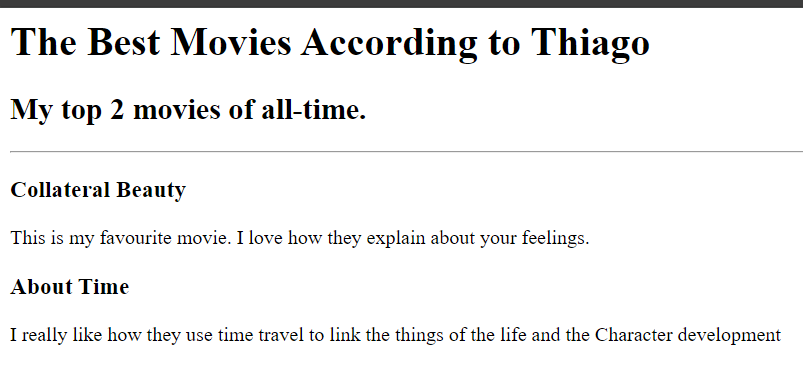 The Best Movies According to Thiago
My top 2 movies of all-time.
Collateral Beauty
This is my favourite movie. I love how they explain about your feelings.
About Time
I really like how they use time travel to link the things of the life and the Character development